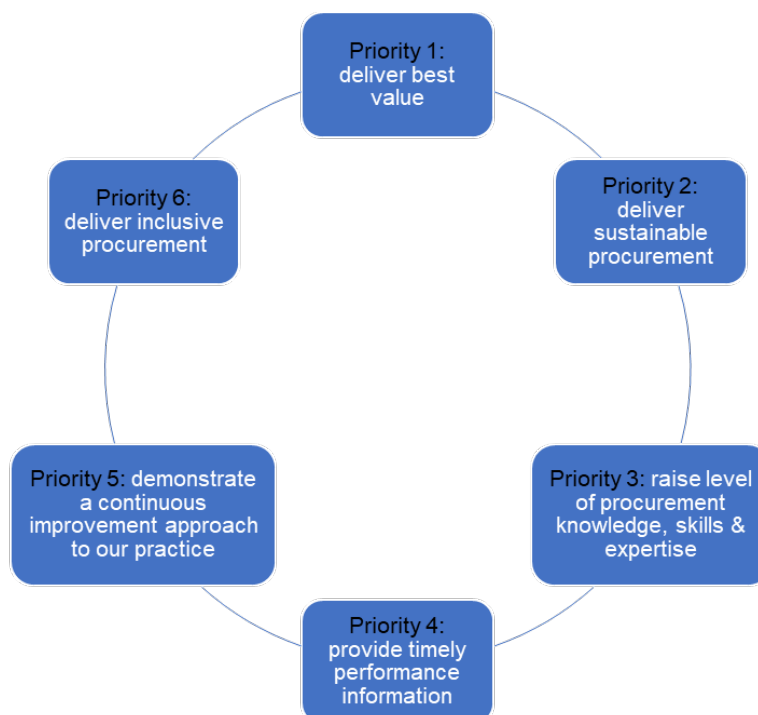 Priority 1:
deliver best
value
Priority 2:
deliver
sustainable
procurement
Priority 3: raise level
of procurement
knowledge, skills &
expertise
Priority 4:
provide timely
performance
information
Priority 5: demonstrate
a continuous
improvement approach
to our practice
Priority 6:
deliver inclusive
procurement